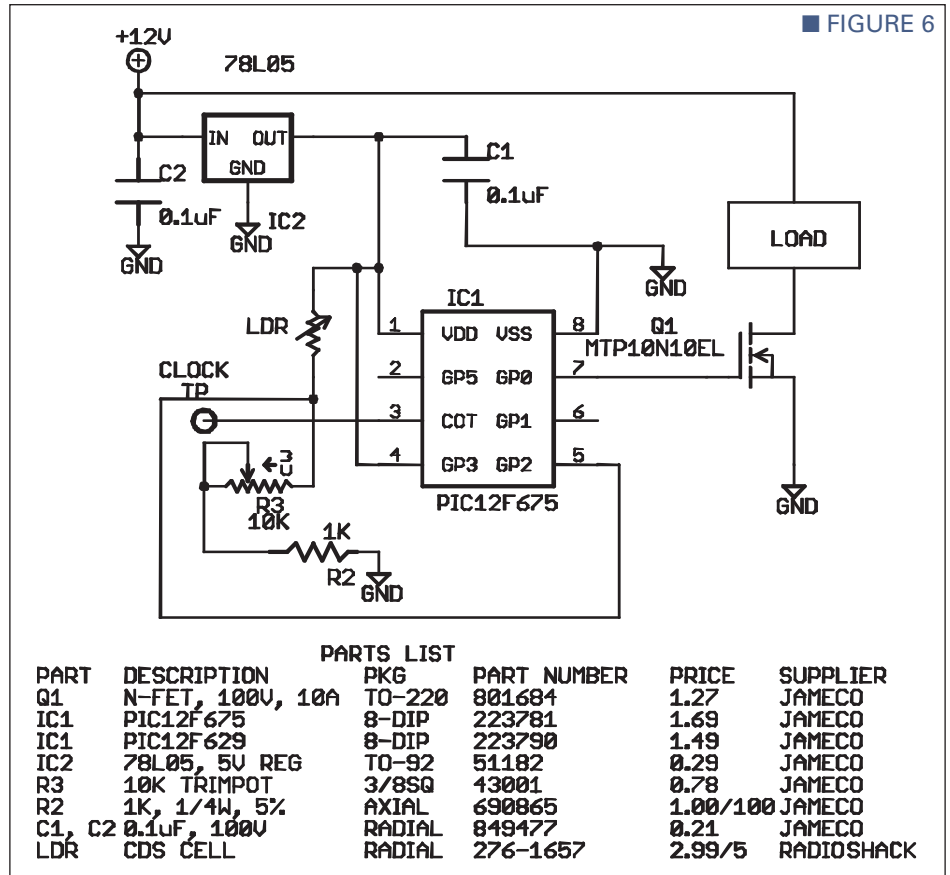 ■ FIGURE 6
+12V
78L05
IN OUT
GND
C2
0.1uF
GND
IC2
GND
C1
0.1uF
GND
LOAD
LDR
IC1
Q1
MTP10N10EL
1 VDD VSS 8
2 GP5 GP0 7
3 COT GP1 6
4 GP3 GP2 5
PIC12F675
CLOCK
TP
R3
10K
1K
R2
GND
GND
PARTS LIST
PART DESCRIPTION PKG PART NUMBER PRICE SUPPLIER
Q1 N-FET, 100V, 10A TO-220 801684 1.27 JAMECO
IC1 PIC12F675 8-DIP 223781 1.69 JAMECO
IC1 PIC12F629 8-DIP 223790 1.49 JAMECO
IC2 78L05, 5V REG TO-92 51182 0.29 JAMECO
R3 10K TRIMPOT 3/8SQ 43001 0.78 JAMECO
R2 1K, 1/4W, 5% AXIAL 690865 1.00/100 JAMECO
C1, C2 0.1uF, 100V RADIAL 849477 0.21 JAMECO
LDR CDS CELL RADIAL 276-1657 2.99/5 RADIOSHACK